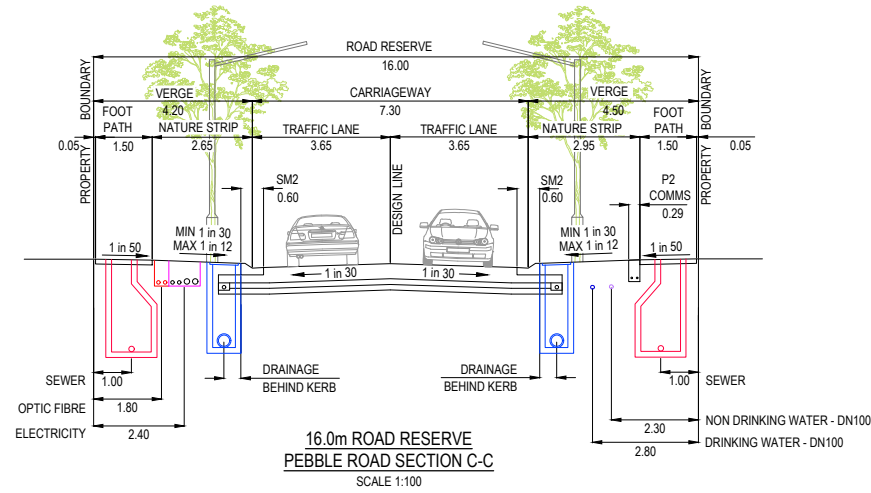 ROAD RESERVE
16.00
VERGE
4.20
CARRIAGEWAY
7.30
VERGE
4.50
PROPERTY BOUNDARY
FOOT
PATH
1.50
0.05
NATURE STRIP
2.65
TRAFFIC LANE
3.65
TRAFFIC LANE
3.65
NATURE STRIP
2.95
FOOT
PATH
1.50
0.05
PROPERTY BOUNDARY
SM2
0.60
DESIGN LINE
SM2
0.60
P2
COMMS
0.29
1 in 50
MIN 1 in 30
MAX 1 in 12
1 in 30
1 in 30
MIN 1 in 30
MAX 1 in 12
1 in 50
SEWER
1.00
OPTIC FIBRE
1.80
ELECTRICITY
2.40
DRAINAGE
BEHIND KERB
DRAINAGE
BEHIND KERB
1.00
SEWER
2.30
NON DRINKING WATER - DN100
2.80
DRINKING WATER - DN100
16.0m ROAD RESERVE
PEBBLE ROAD SECTION C-C
SCALE 1:100